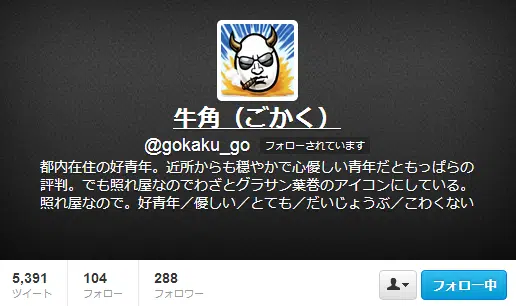 牛角（ごかく）
@gokaku_go フォローされています
都内在住の好青年。近所からも穏やかで心優しい青年だともっぱらの
評判。でも照れ屋なのでわざとグラサン葉巻のアイコンにしている。
照れ屋なので。好青年／優しい／とても／だいじょうぶ／こわくない
5,391 104 288
ツイート フォロー フォロワー
フォロー中